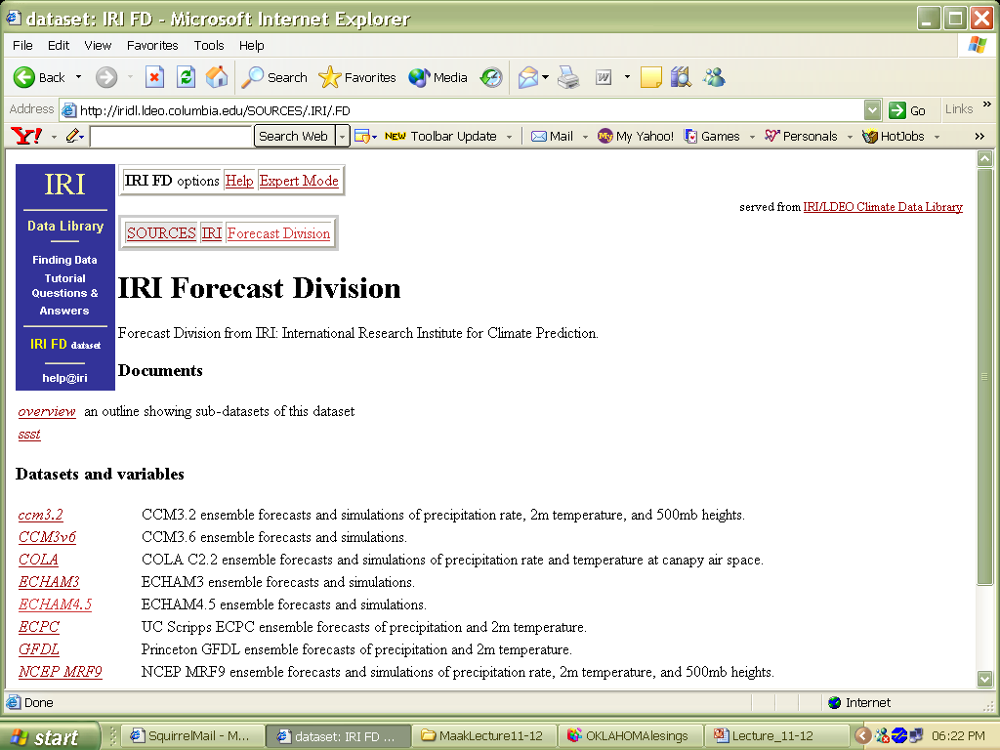 dataset: IRI FD - Microsoft Internet Explorer
File Edit View Favorites Tools Help
Back Search Favorites Media W
Address http://iridl.ldeo.columbia.edu/SOURCES/.IRI/.FD Go Links »
Y! Search Web NEW Toolbar Update Mail My My Yahoo! Games Personals HotJobs »
IRI
Data Library
Finding Data
Tutorial
Questions &
Answers
IRI FD dataset
help@iri
IRI FD options Help Expert Mode
served from IRI/LDEO Climate Data Library
SOURCES IRI Forecast Division
IRI Forecast Division
Forecast Division from IRI: International Research Institute for Climate Prediction.
Documents
overview an outline showing sub-datasets of this dataset
ssst
Datasets and variables
ccm3.2 CCM3.2 ensemble forecasts and simulations of precipitation rate, 2m temperature, and 500mb heights.
CCM3v6 CCM3.6 ensemble forecasts and simulations.
COLA COLA C2.2 ensemble forecasts and simulations of precipitation rate and temperature at canapy air space.
ECHAM3 ECHAM3 ensemble forecasts and simulations.
ECHAM4.5 ECHAM4.5 ensemble forecasts and simulations.
ECPC UC Scripps ECPC ensemble forecasts of precipitation and 2m temperature.
GFDL Princeton GFDL ensemble forecasts of precipitation and 2m temperature.
NCEP MRF9 NCEP MRF9 ensemble forecasts and simulations of precipitation rate, 2m temperature, and 500mb heights.
Done Internet
start SquirrelMail - M... dataset: IRI FD ... MaakLecture11-12 OKLAHOMAlesings Lecture_11-12 06:22 PM